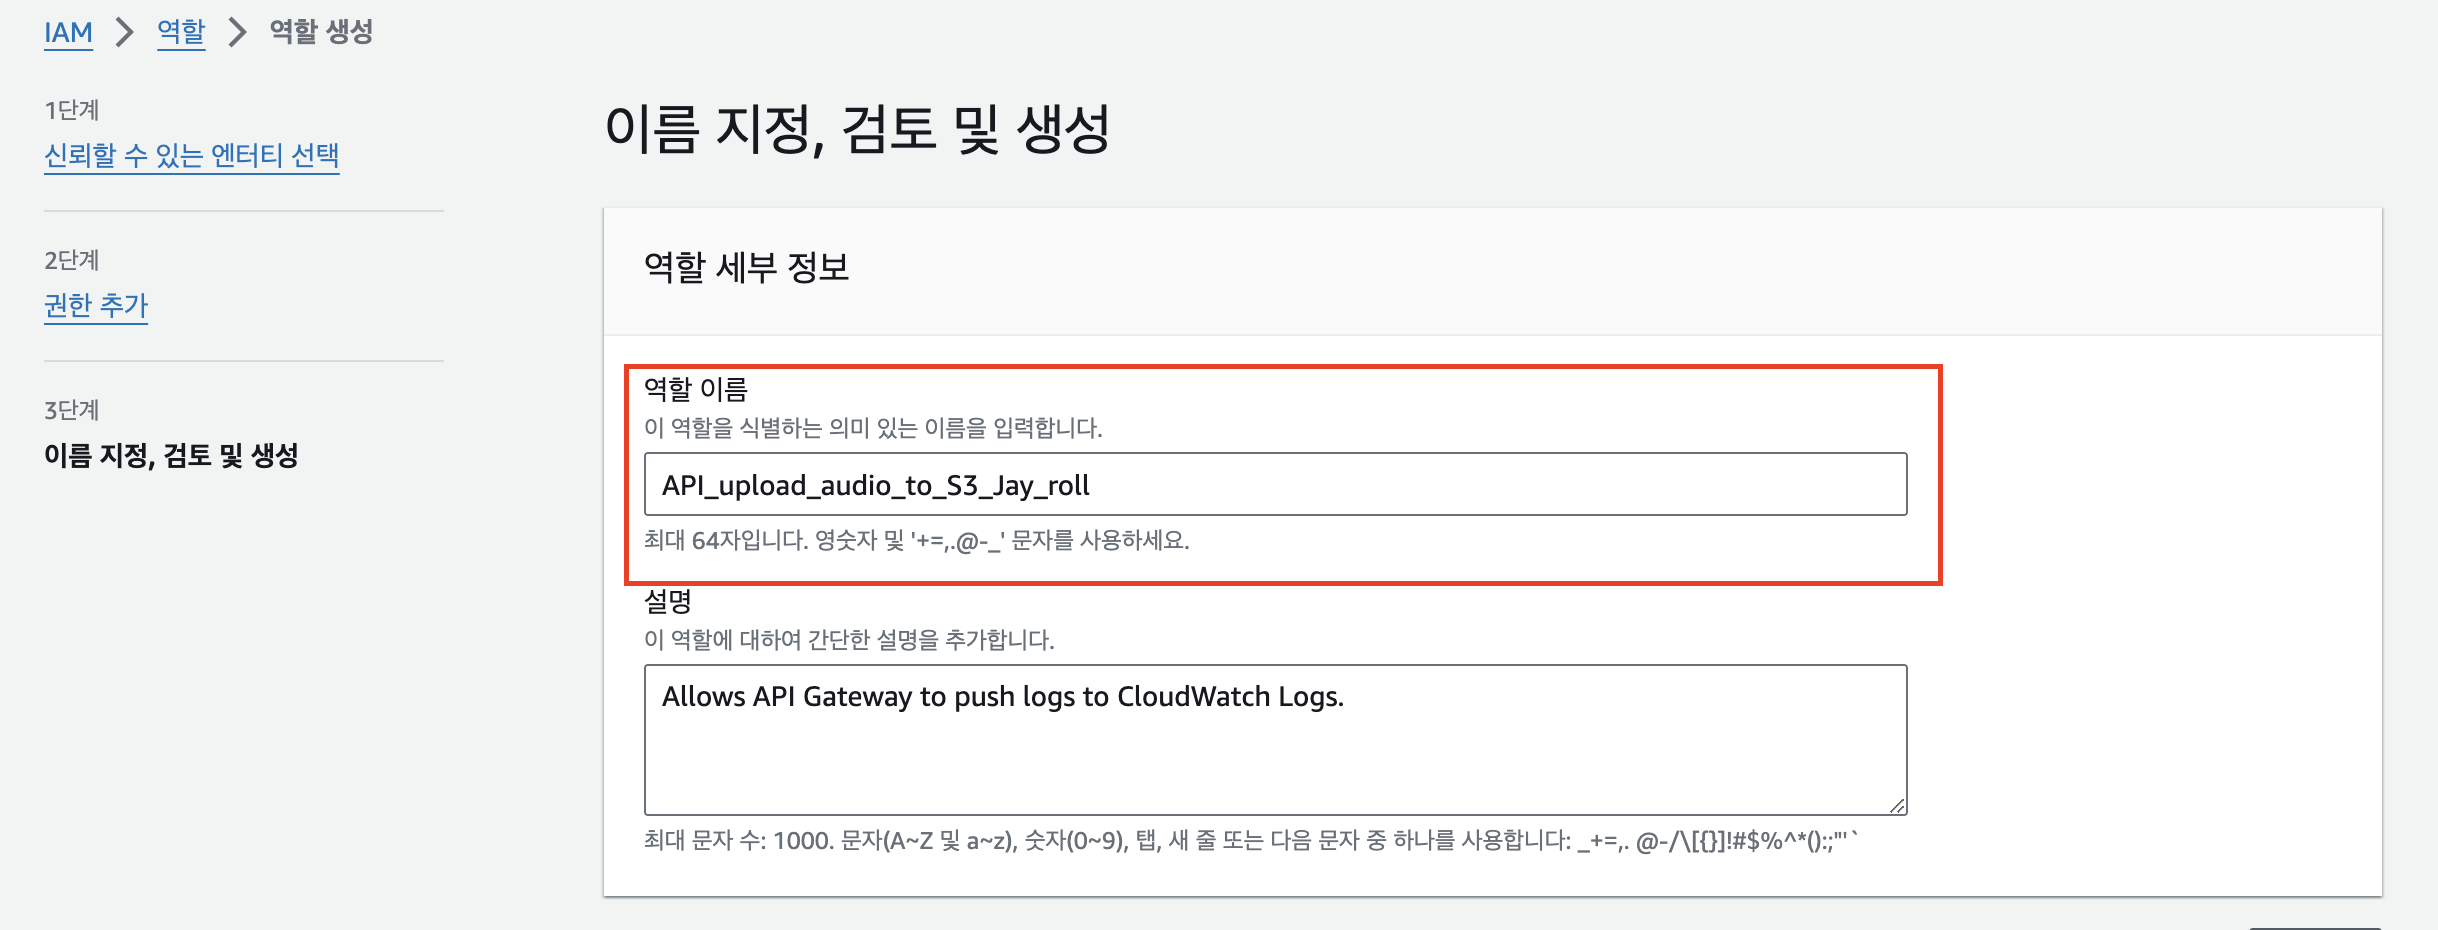 IAM > 역할 > 역할 생성
1단계
신뢰할 수 있는 엔터티 선택
2단계
권한 추가
3단계
이름 지정, 검토 및 생성
이름 지정, 검토 및 생성
역할 세부 정보
역할 이름
이 역할을 식별하는 의미 있는 이름을 입력합니다.
API_upload_audio_to_S3_Jay_roll
최대 64자입니다. 영숫자 및 '+=,.@-_' 문자를 사용하세요.
설명
이 역할에 대하여 간단한 설명을 추가합니다.
Allows API Gateway to push logs to CloudWatch Logs.
최대 문자 수: 1000. 문자(A~Z 및 a~z), 숫자(0~9), 탭, 새 줄 또는 다음 문자 중 하나를 사용합니다: _+=,. @-/\[{}]!#$%^*();:"'`